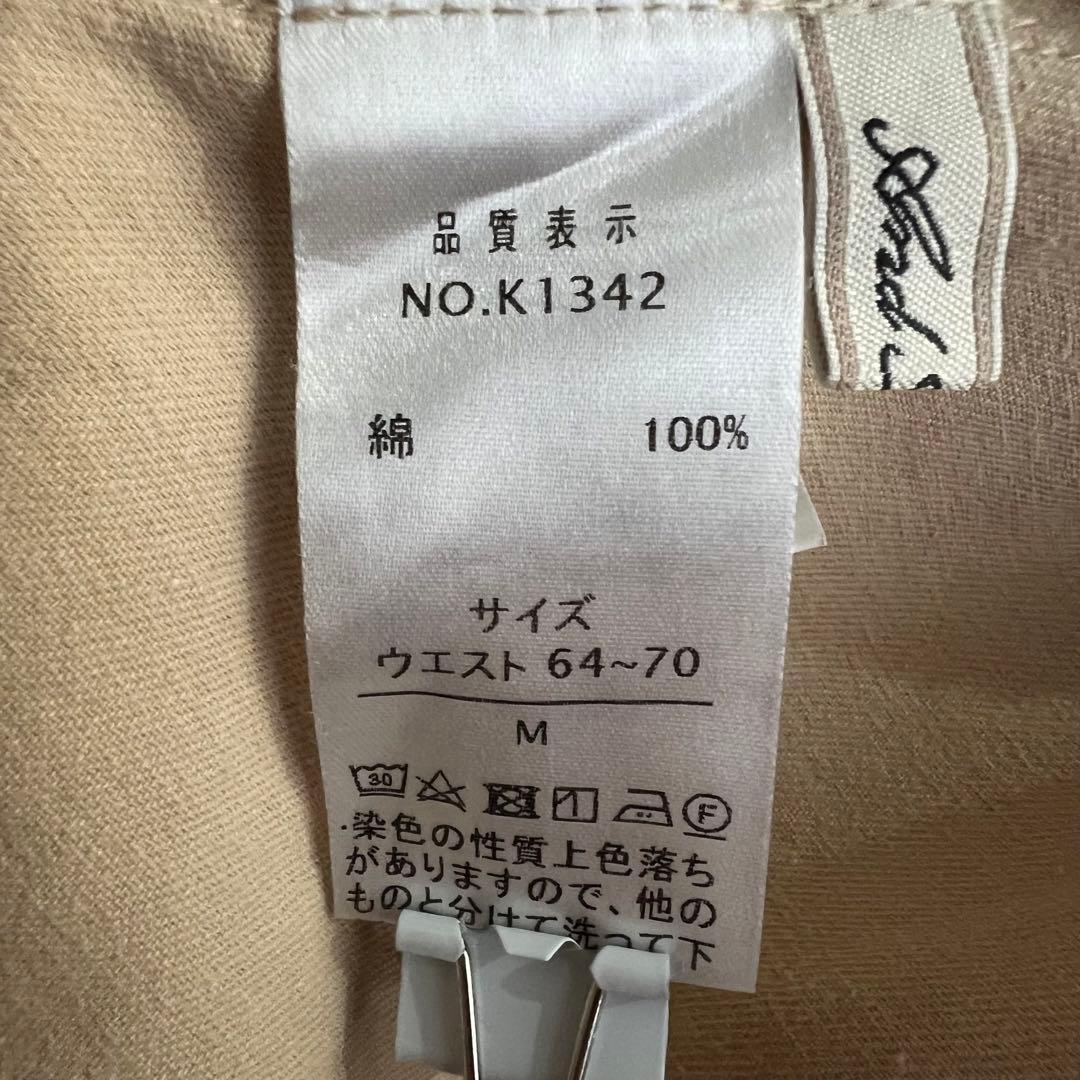 品質表示
NO.K1342
綿 100%
サイズ
ウエスト 64~70
M
30
F
・染色の性質上色落ち
がありますので、他の
ものと分けて洗って下